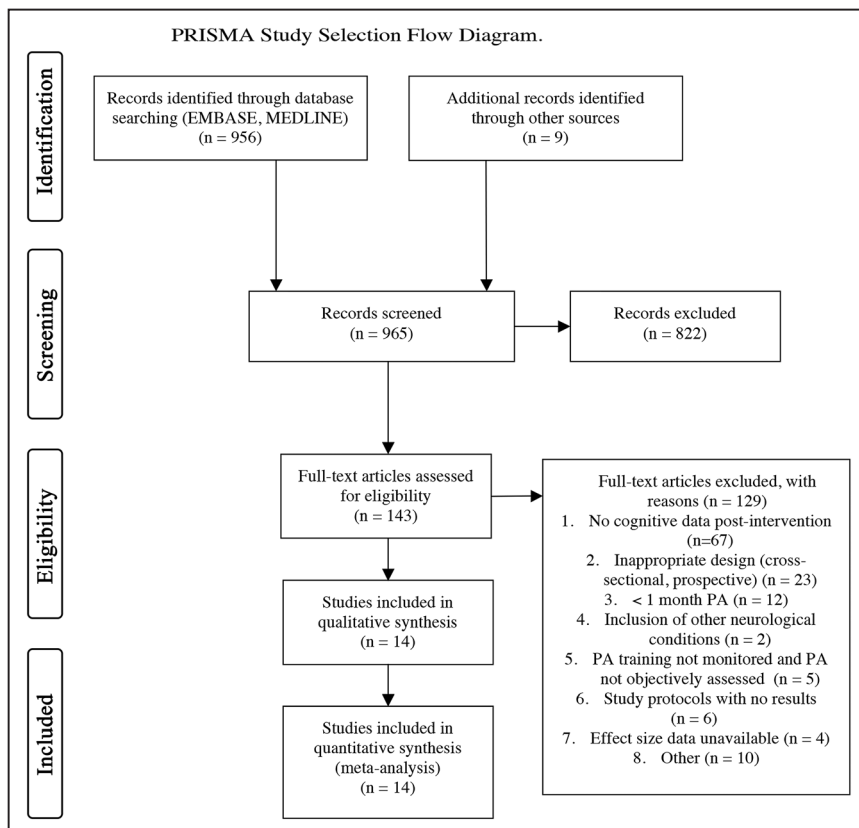 PRISMA Study Selection Flow Diagram.
Identification
Records identified through database
searching (EMBASE, MEDLINE)
(n = 956)
Additional records identified
through other sources
(n = 9)
Screening
Records screened
(n = 965)
Records excluded
(n = 822)
Eligibility
Full-text articles assessed
for eligibility
(n = 143)
Full-text articles excluded, with
reasons (n = 129)
1. No cognitive data post-intervention
(n=67)
2. Inappropriate design (cross-
sectional, prospective) (n = 23)
3. < 1 month PA (n = 12)
4. Inclusion of other neurological
conditions (n = 2)
5. PA training not monitored and PA
not objectively assessed (n = 5)
6. Study protocols with no results
(n = 6)
7. Effect size data unavailable (n = 4)
8. Other (n = 10)
Studies included in
qualitative synthesis
(n = 14)
Included
Studies included in
quantitative synthesis
(meta-analysis)
(n = 14)